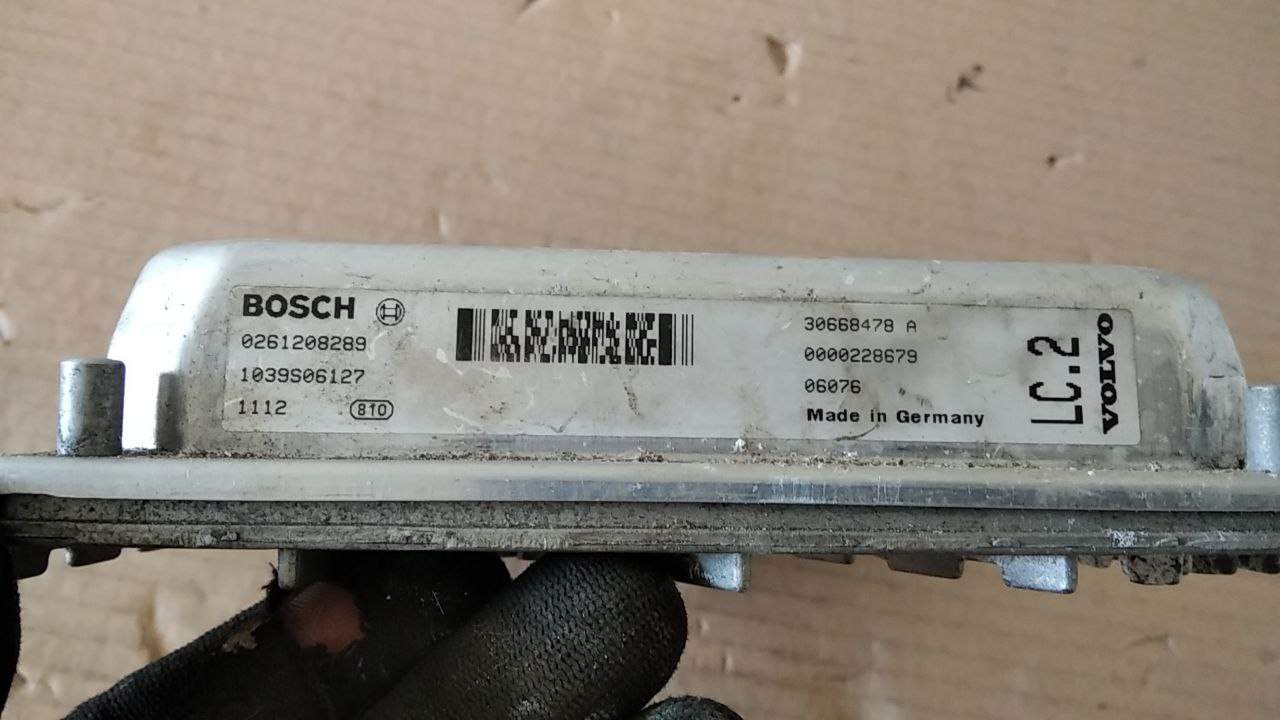 BOSCH
0261208289
1039S06127
1112 810
30668478 A
0000228679
06076
Made in Germany
LC.2
VOLVO